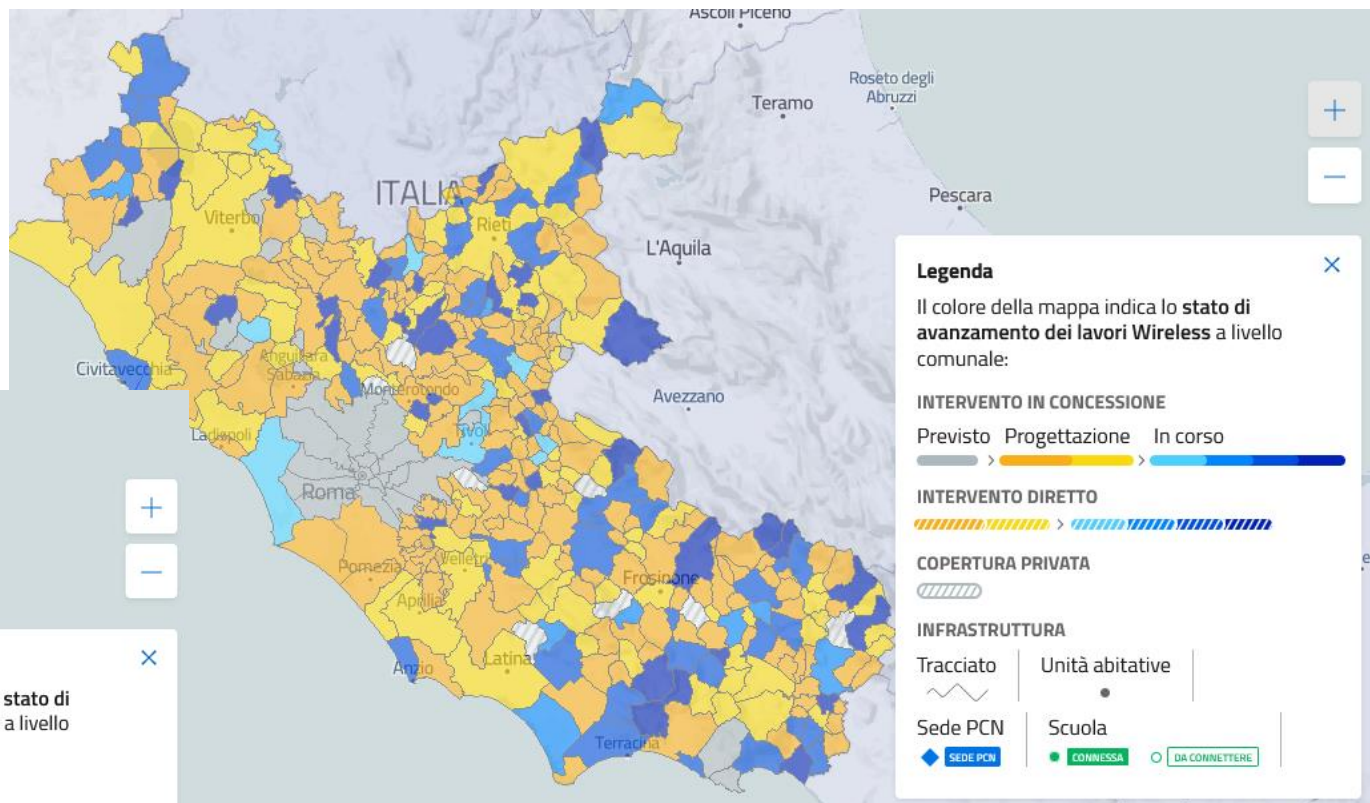 Ascoli Piceno
Roseto degli
Abruzzi
Teramo
ITALIA
Pescara
Viterbo
Rieti
L'Aquila
Civitavecchia
Anguillara
Sabazia
Monterotondo
Avezzano
Ladispoli
Tivoli
Roma
Pomezia
Velletri
Frosinone
Aprilia
Anzio
Latina
Terracina
+
−
+
−
stato di
a livello
Legenda
Il colore della mappa indica lo stato di
avanzamento dei lavori Wireless a livello
comunale:
INTERVENTO IN CONCESSIONE
Previsto Progettazione In corso
INTERVENTO DIRETTO
COPERTURA PRIVATA
INFRASTRUTTURA
Tracciato Unità abitative
Sede PCN Scuola
SEDE PCN CONNESSA DA CONNETTERE